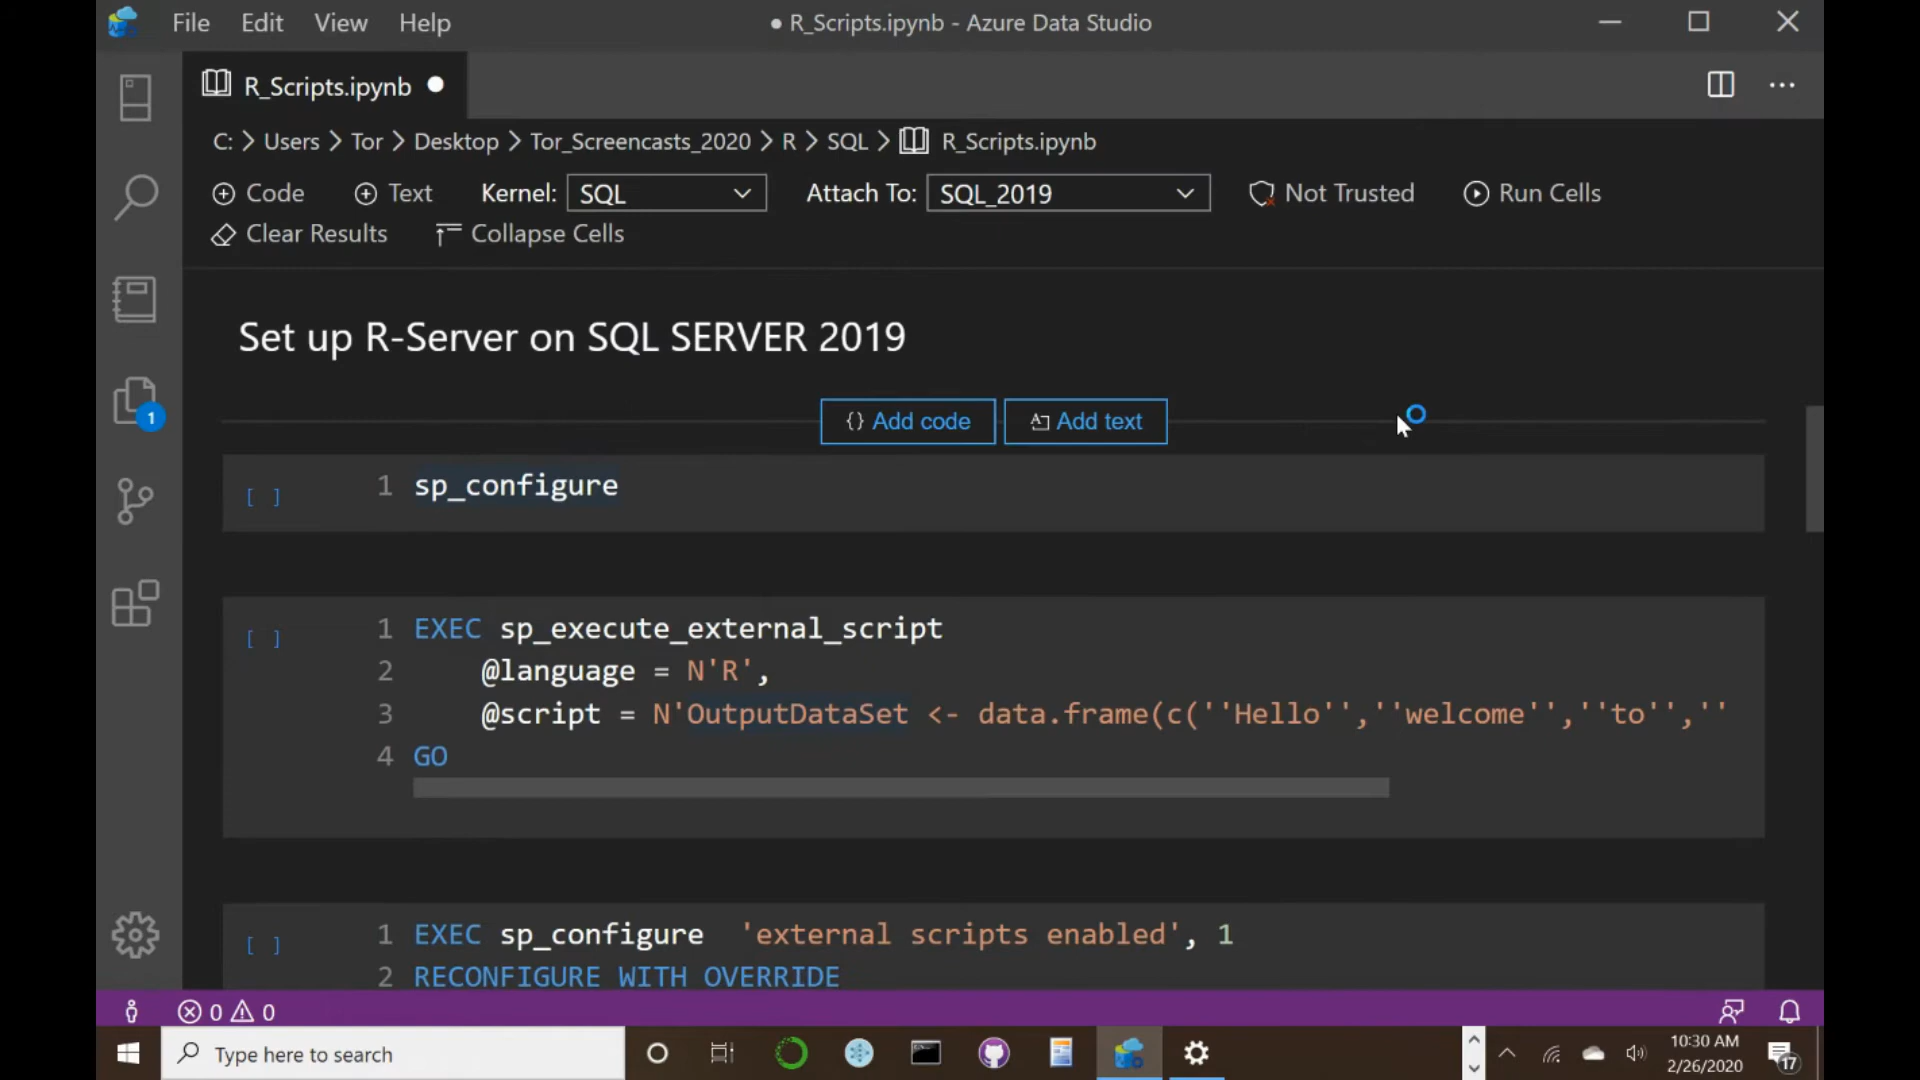 File Edit View Help
● R_Scripts.ipynb - Azure Data Studio
R_Scripts.ipynb ●
C: > Users > Tor > Desktop > Tor_Screencasts_2020 > R > SQL > R_Scripts.ipynb
Code Text Kernel: SQL Attach To: SQL_2019 Not Trusted Run Cells
Clear Results Collapse Cells
Set up R-Server on SQL SERVER 2019
{} Add code A Add text
[ ] 1 sp_configure
[ ] 1 EXEC sp_execute_external_script
2 @language = N'R',
3 @script = N'OutputDataSet <- data.frame(c(''Hello'',''welcome'',''to'',''
4 GO
[ ] 1 EXEC sp_configure 'external scripts enabled', 1
2 RECONFIGURE WITH OVERRIDE
1
0 0
Type here to search
10:30 AM
2/26/2020
17